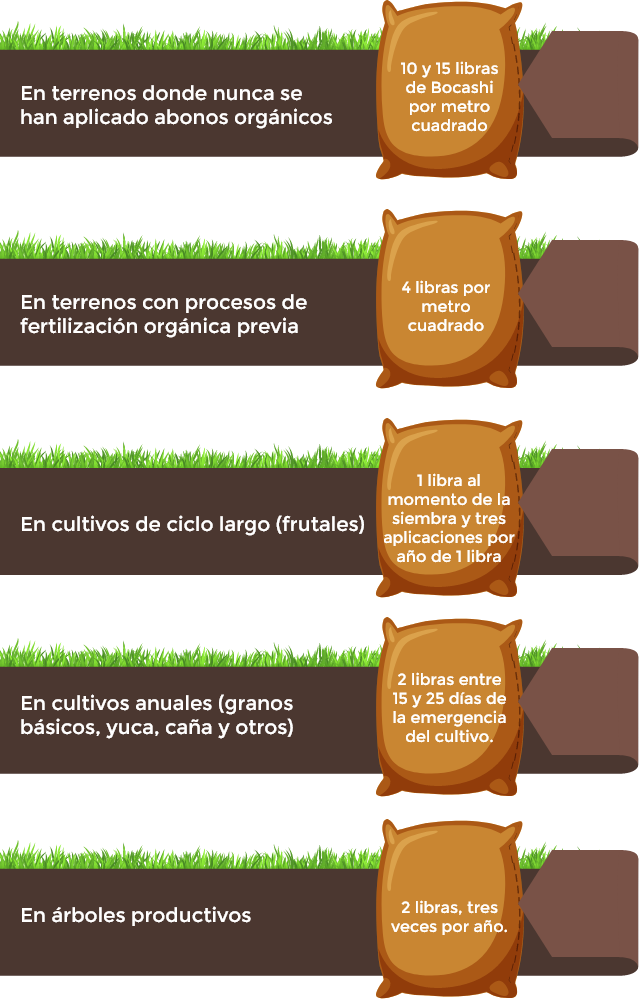 En terrenos donde nunca se
han aplicado abonos orgánicos
10 y 15 libras
de Bocashi
por metro
cuadrado
En terrenos con procesos de
fertilización orgánica previa
4 libras por
metro
cuadrado
En cultivos de ciclo largo (frutales)
1 libra al
momento de la
siembra y tres
aplicaciones por
año de 1 libra
En cultivos anuales (granos
básicos, yuca, caña y otros)
2 libras entre
15 y 25 días de
la emergencia
del cultivo.
En árboles productivos
2 libras, tres
veces por año.